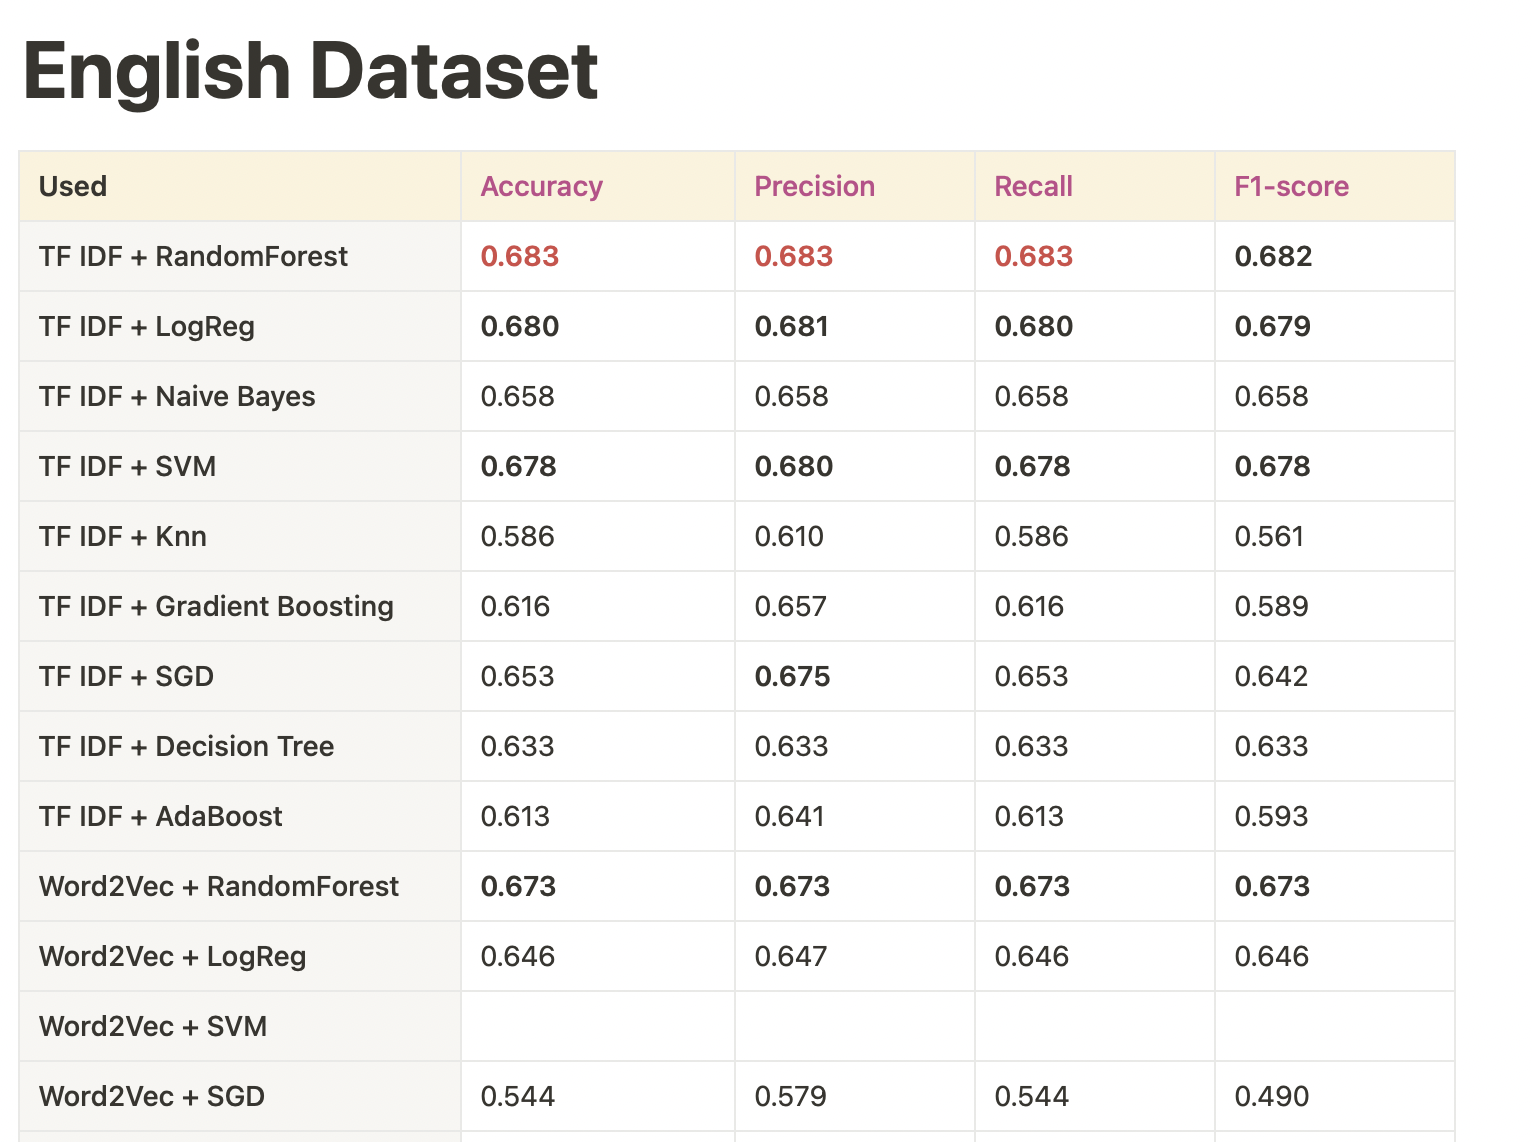 English Dataset
Used Accuracy Precision Recall F1-score
TF IDF + RandomForest 0.683 0.683 0.683 0.682
TF IDF + LogReg 0.680 0.681 0.680 0.679
TF IDF + Naive Bayes 0.658 0.658 0.658 0.658
TF IDF + SVM 0.678 0.680 0.678 0.678
TF IDF + Knn 0.586 0.610 0.586 0.561
TF IDF + Gradient Boosting 0.616 0.657 0.616 0.589
TF IDF + SGD 0.653 0.675 0.653 0.642
TF IDF + Decision Tree 0.633 0.633 0.633 0.633
TF IDF + AdaBoost 0.613 0.641 0.613 0.593
Word2Vec + RandomForest 0.673 0.673 0.673 0.673
Word2Vec + LogReg 0.646 0.647 0.646 0.646
Word2Vec + SVM
Word2Vec + SGD 0.544 0.579 0.544 0.490